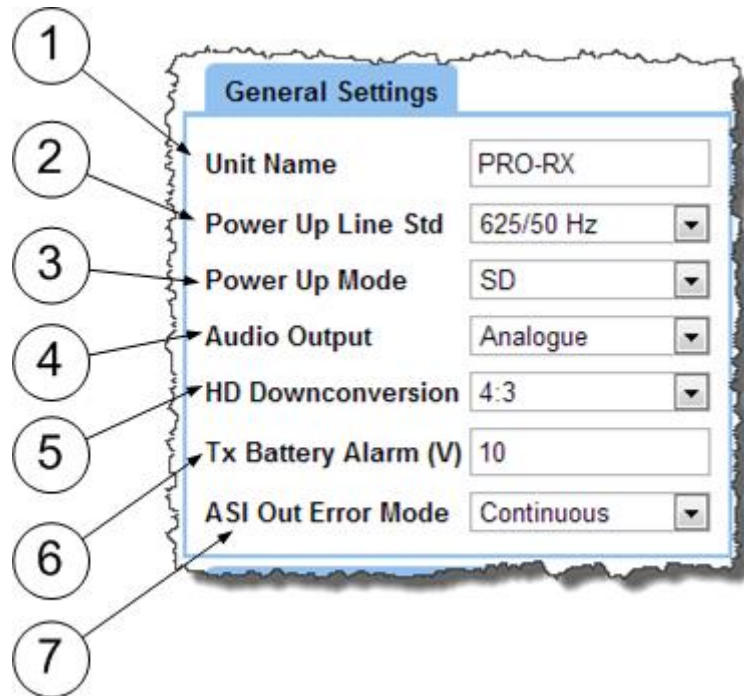 1
General Settings
2
Unit Name PRO-RX
Power Up Line Std 625/50 Hz
3
Power Up Mode SD
4
Audio Output Analogue
5
HD Downconversion 4:3
6
Tx Battery Alarm (V) 10
7
ASI Out Error Mode Continuous